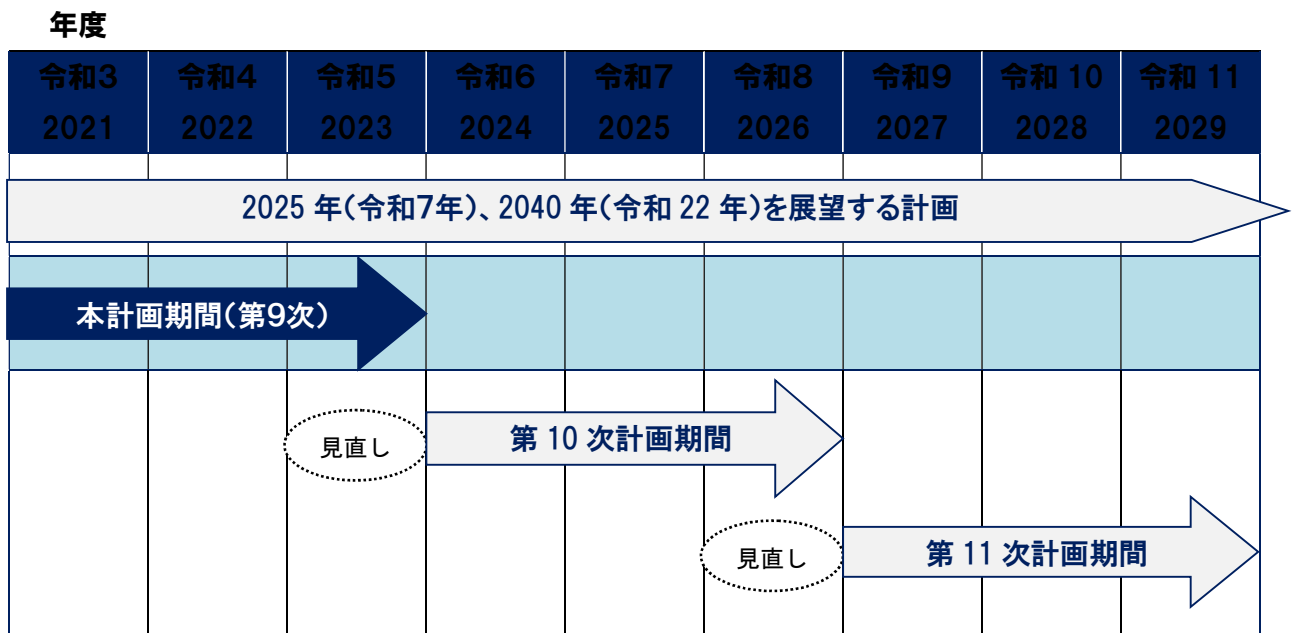 年度
令和3 令和4 令和5 令和6 令和7 令和8 令和9 令和 10 令和 11
2021 2022 2023 2024 2025 2026 2027 2028 2029
2025 年(令和7年)、2040 年(令和 22 年)を展望する計画
本計画期間(第9次)
見直し 第 10 次計画期間
見直し 第 11 次計画期間